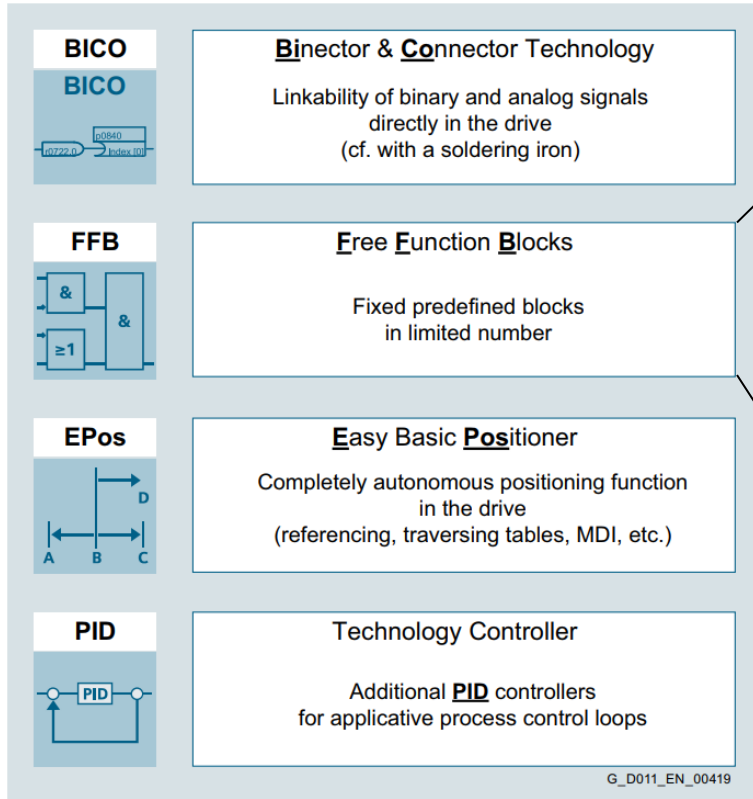 BICO
BICO
p0840
r0722.0
Index [0]
Binector & Connector Technology
Linkability of binary and analog signals
directly in the drive
(cf. with a soldering iron)
FFB
&
&
≥1
Free Function Blocks
Fixed predefined blocks
in limited number
EPos
D
A
B
C
Easy Basic Positioner
Completely autonomous positioning function
in the drive
(referencing, traversing tables, MDI, etc.)
PID
PID
Technology Controller
Additional PID controllers
for applicative process control loops
G_D011_EN_00419